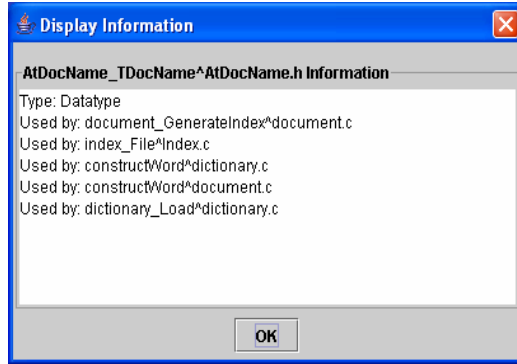 Display Information
AtDocName_TDocName^AtDocName.h Information
Type: Datatype
Used by: document_GenerateIndex^document.c
Used by: index_File^Index.c
Used by: constructWord^dictionary.c
Used by: constructWord^document.c
Used by: dictionary_Load^dictionary.c
OK